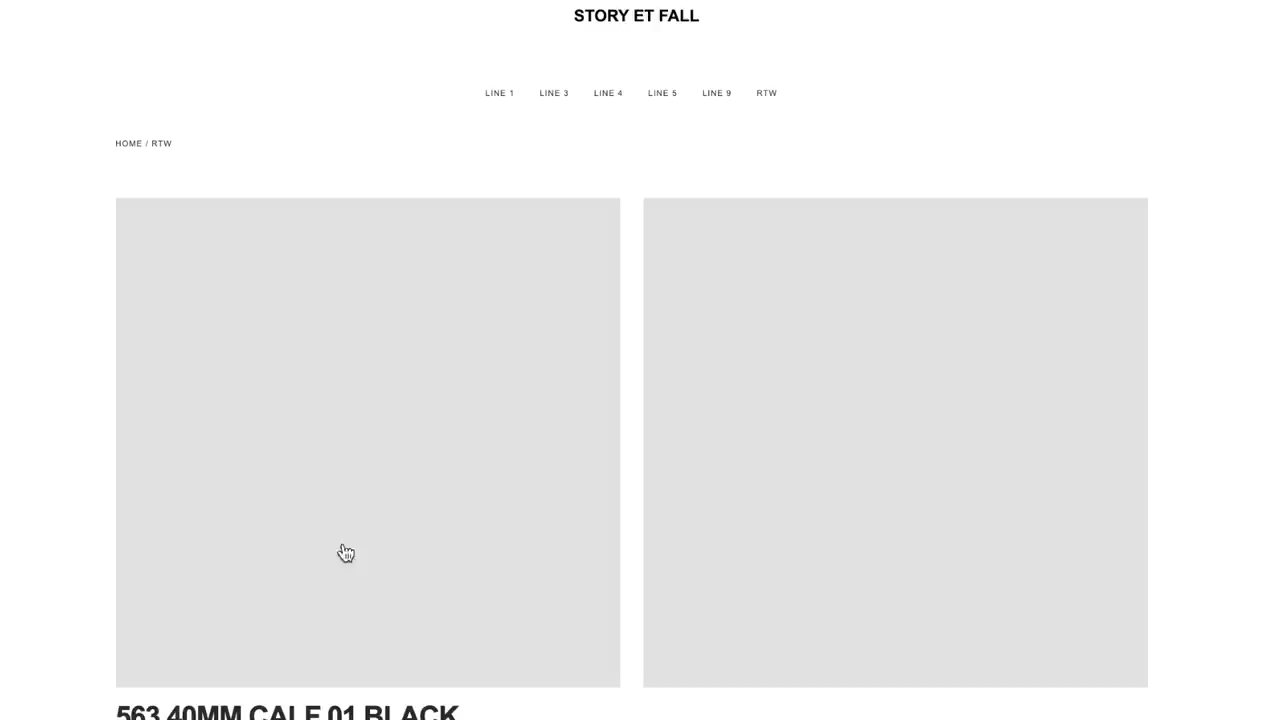 STORY ET FALL
LINE 1 LINE 3 LINE 4 LINE 5 LINE 9 RTW
HOME / RTW
563 40MM CALF 01 BLACK